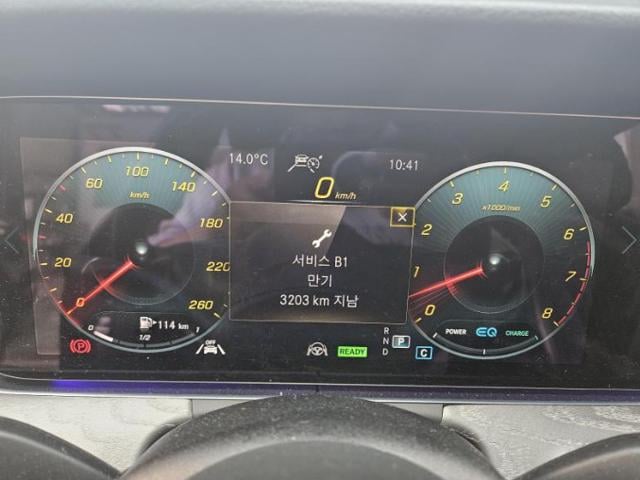 14.0°C
10:41
0 km/h
0
20
40
60
100
140
180
220
260
km/h
114 km
0
1/2
1
서비스 B1
만기
3203 km 지남
0
1
2
3
4
5
6
7
8
x1000/min
POWER
EQ
CHARGE
P
OFF
READY
R
N P
D
C